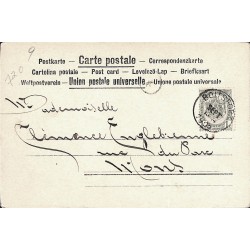 Postkarte — Carte postale — Correspondenzkarte
Cartolina postale — Post card — Levelező-Lap — Briefkaart
Weltpostverein — Union postale universelle — Unione postale universale
Mademoiselle
Clémence Englebienne
rue du Parc
Mons